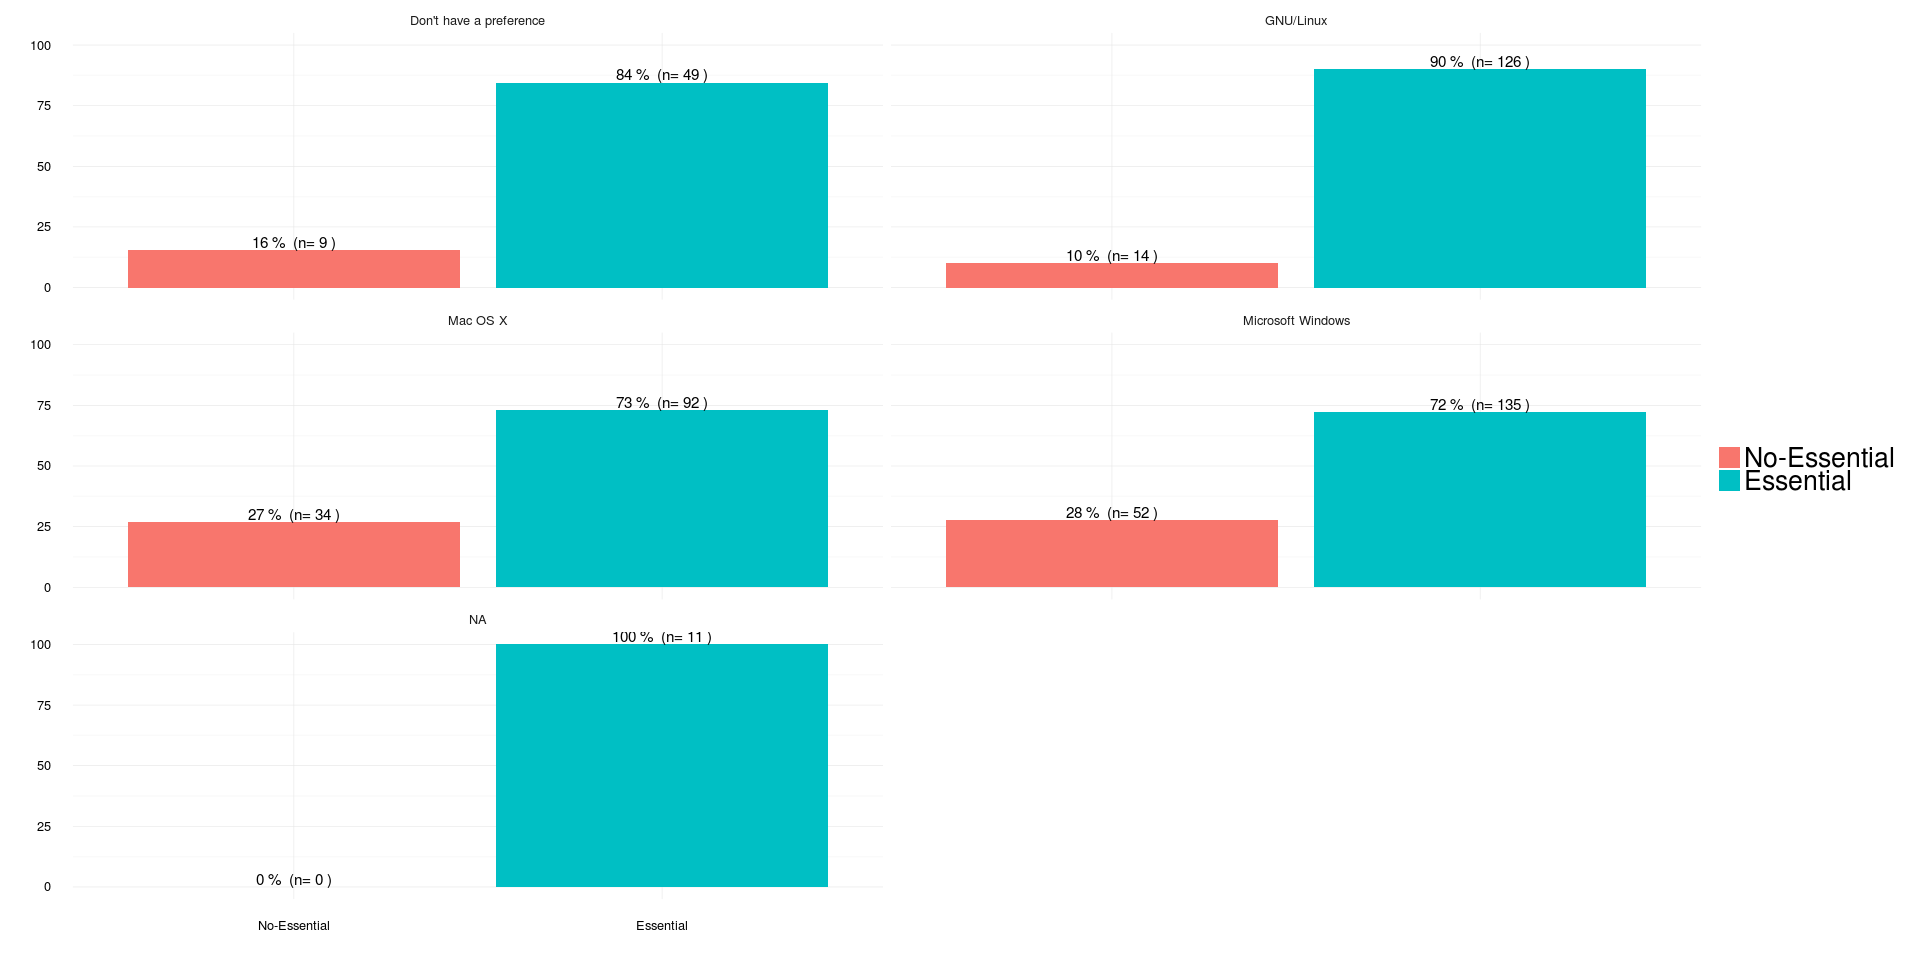 Don't have a preference
GNU/Linux
100
75
50
25
0
16 % (n= 9 )
84 % (n= 49 )
10 % (n= 14 )
90 % (n= 126 )
Mac OS X
Microsoft Windows
100
75
50
25
0
27 % (n= 34 )
73 % (n= 92 )
28 % (n= 52 )
72 % (n= 135 )
No-Essential
Essential
NA
100
75
50
25
0
0 % (n= 0 )
100 % (n= 11 )
No-Essential
Essential